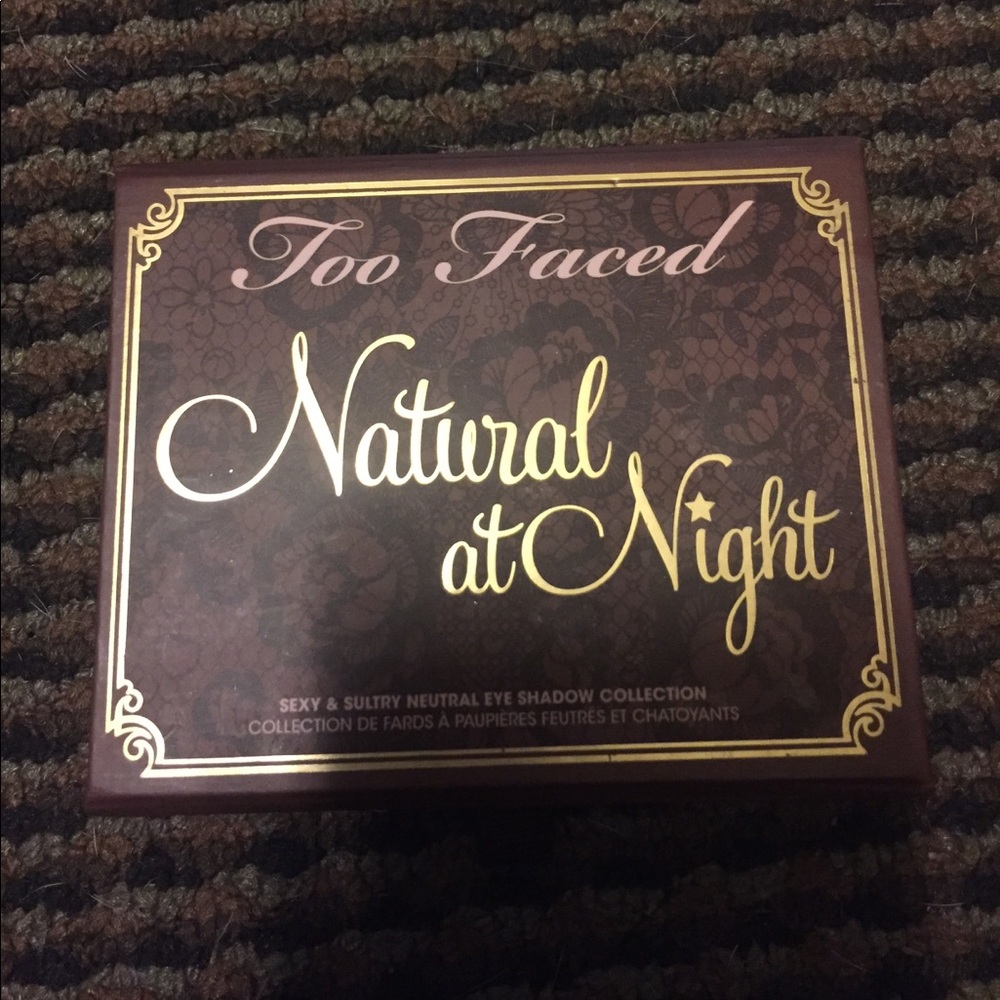 Too Faced
Natural
at Night
SEXY & SULTRY NEUTRAL EYE SHADOW COLLECTION
COLLECTION DE FARDS À PAUPIÈRES FEUTRÉS ET CHATOYANTS